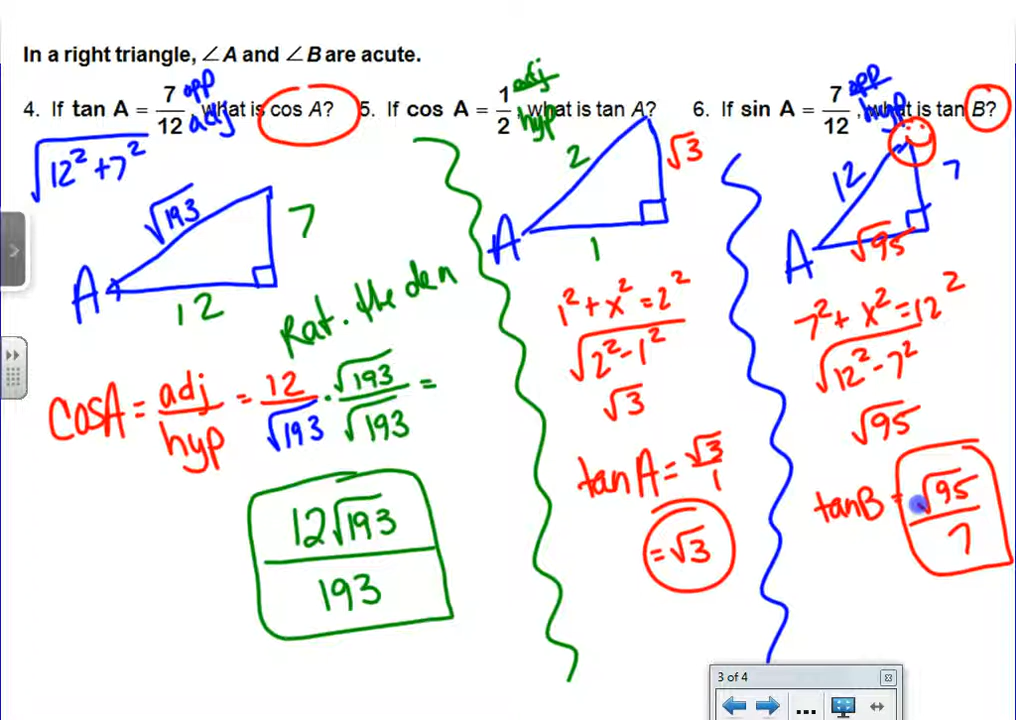 In a right triangle, ∠A and ∠B are acute.
4. If tan A = 7/12 opp/adj, what is cos A?
√12² + 7²
√193
7
A
12
Rat. the den
cosA = adj/hyp = 12/√193 · √193/√193 =
12√193/193
5. If cos A = 1/2 adj/hyp, what is tan A?
2
√3
A
1
1² + x² = 2²
√2² - 1²
√3
tanA = √3/1
= √3
6. If sin A = 7/12 opp/hyp, what is tan B?
12
7
A
√95
7² + x² = 12²
√12² - 7²
√95
tanB = √95/7
3 of 4